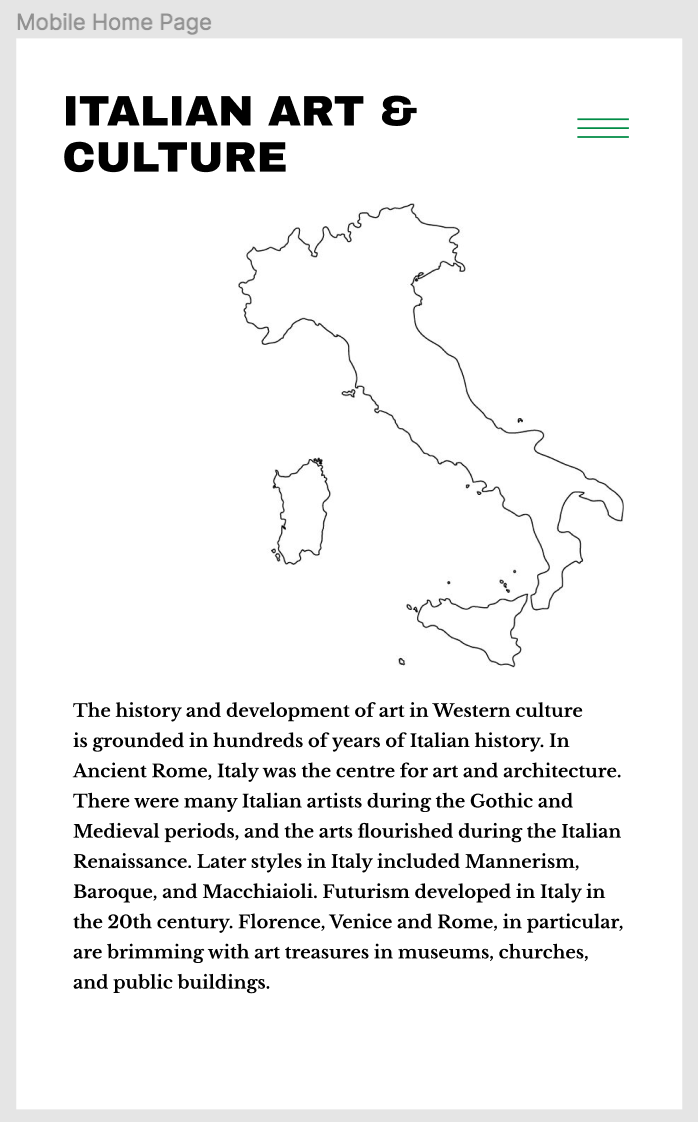 Mobile Home Page
ITALIAN ART &
CULTURE
The history and development of art in Western culture
is grounded in hundreds of years of Italian history. In
Ancient Rome, Italy was the centre for art and architecture.
There were many Italian artists during the Gothic and
Medieval periods, and the arts flourished during the Italian
Renaissance. Later styles in Italy included Mannerism,
Baroque, and Macchiaioli. Futurism developed in Italy in
the 20th century. Florence, Venice and Rome, in particular,
are brimming with art treasures in museums, churches,
and public buildings.